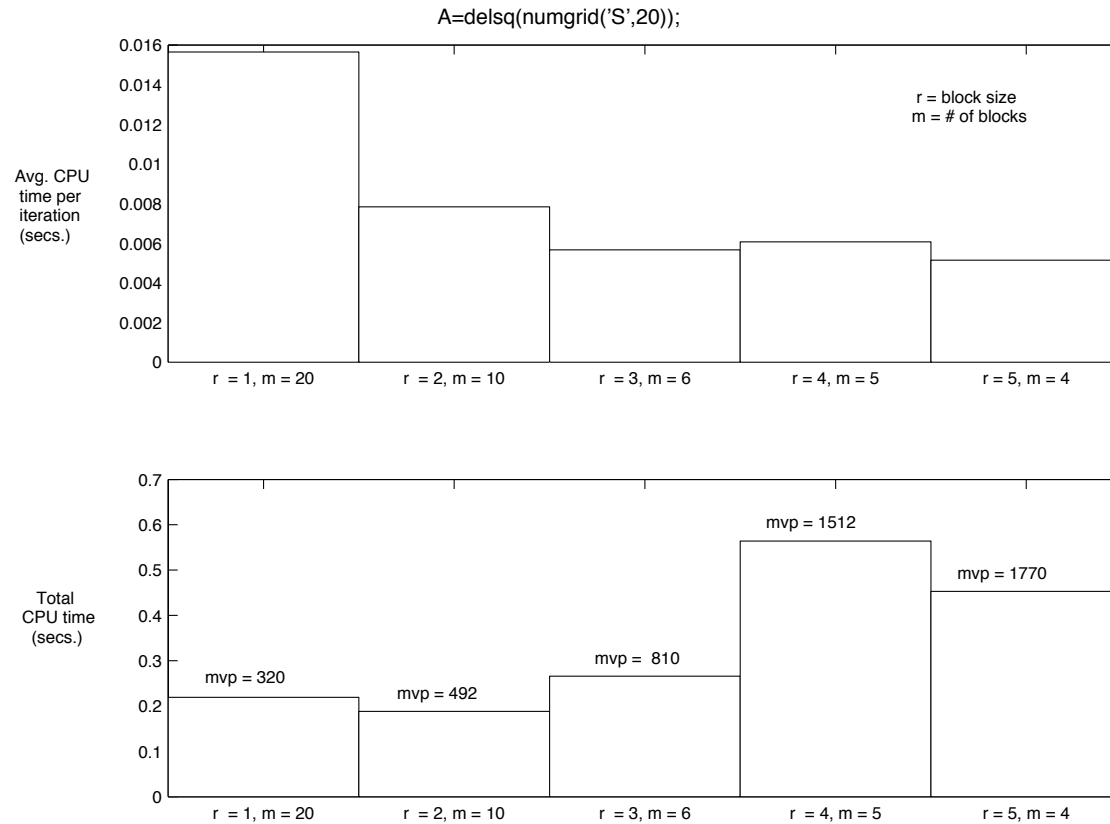 A=delsq(numgrid('S',20));
0.016
0.014
0.012
0.01
0.008
0.006
0.004
0.002
0
Avg. CPU
time per
iteration
(secs.)
r = block size
m = # of blocks
r = 1, m = 20
r = 2, m = 10
r = 3, m = 6
r = 4, m = 5
r = 5, m = 4
0.7
0.6
0.5
0.4
0.3
0.2
0.1
0
Total
CPU time
(secs.)
mvp = 320
mvp = 492
mvp = 810
mvp = 1512
mvp = 1770
r = 1, m = 20
r = 2, m = 10
r = 3, m = 6
r = 4, m = 5
r = 5, m = 4